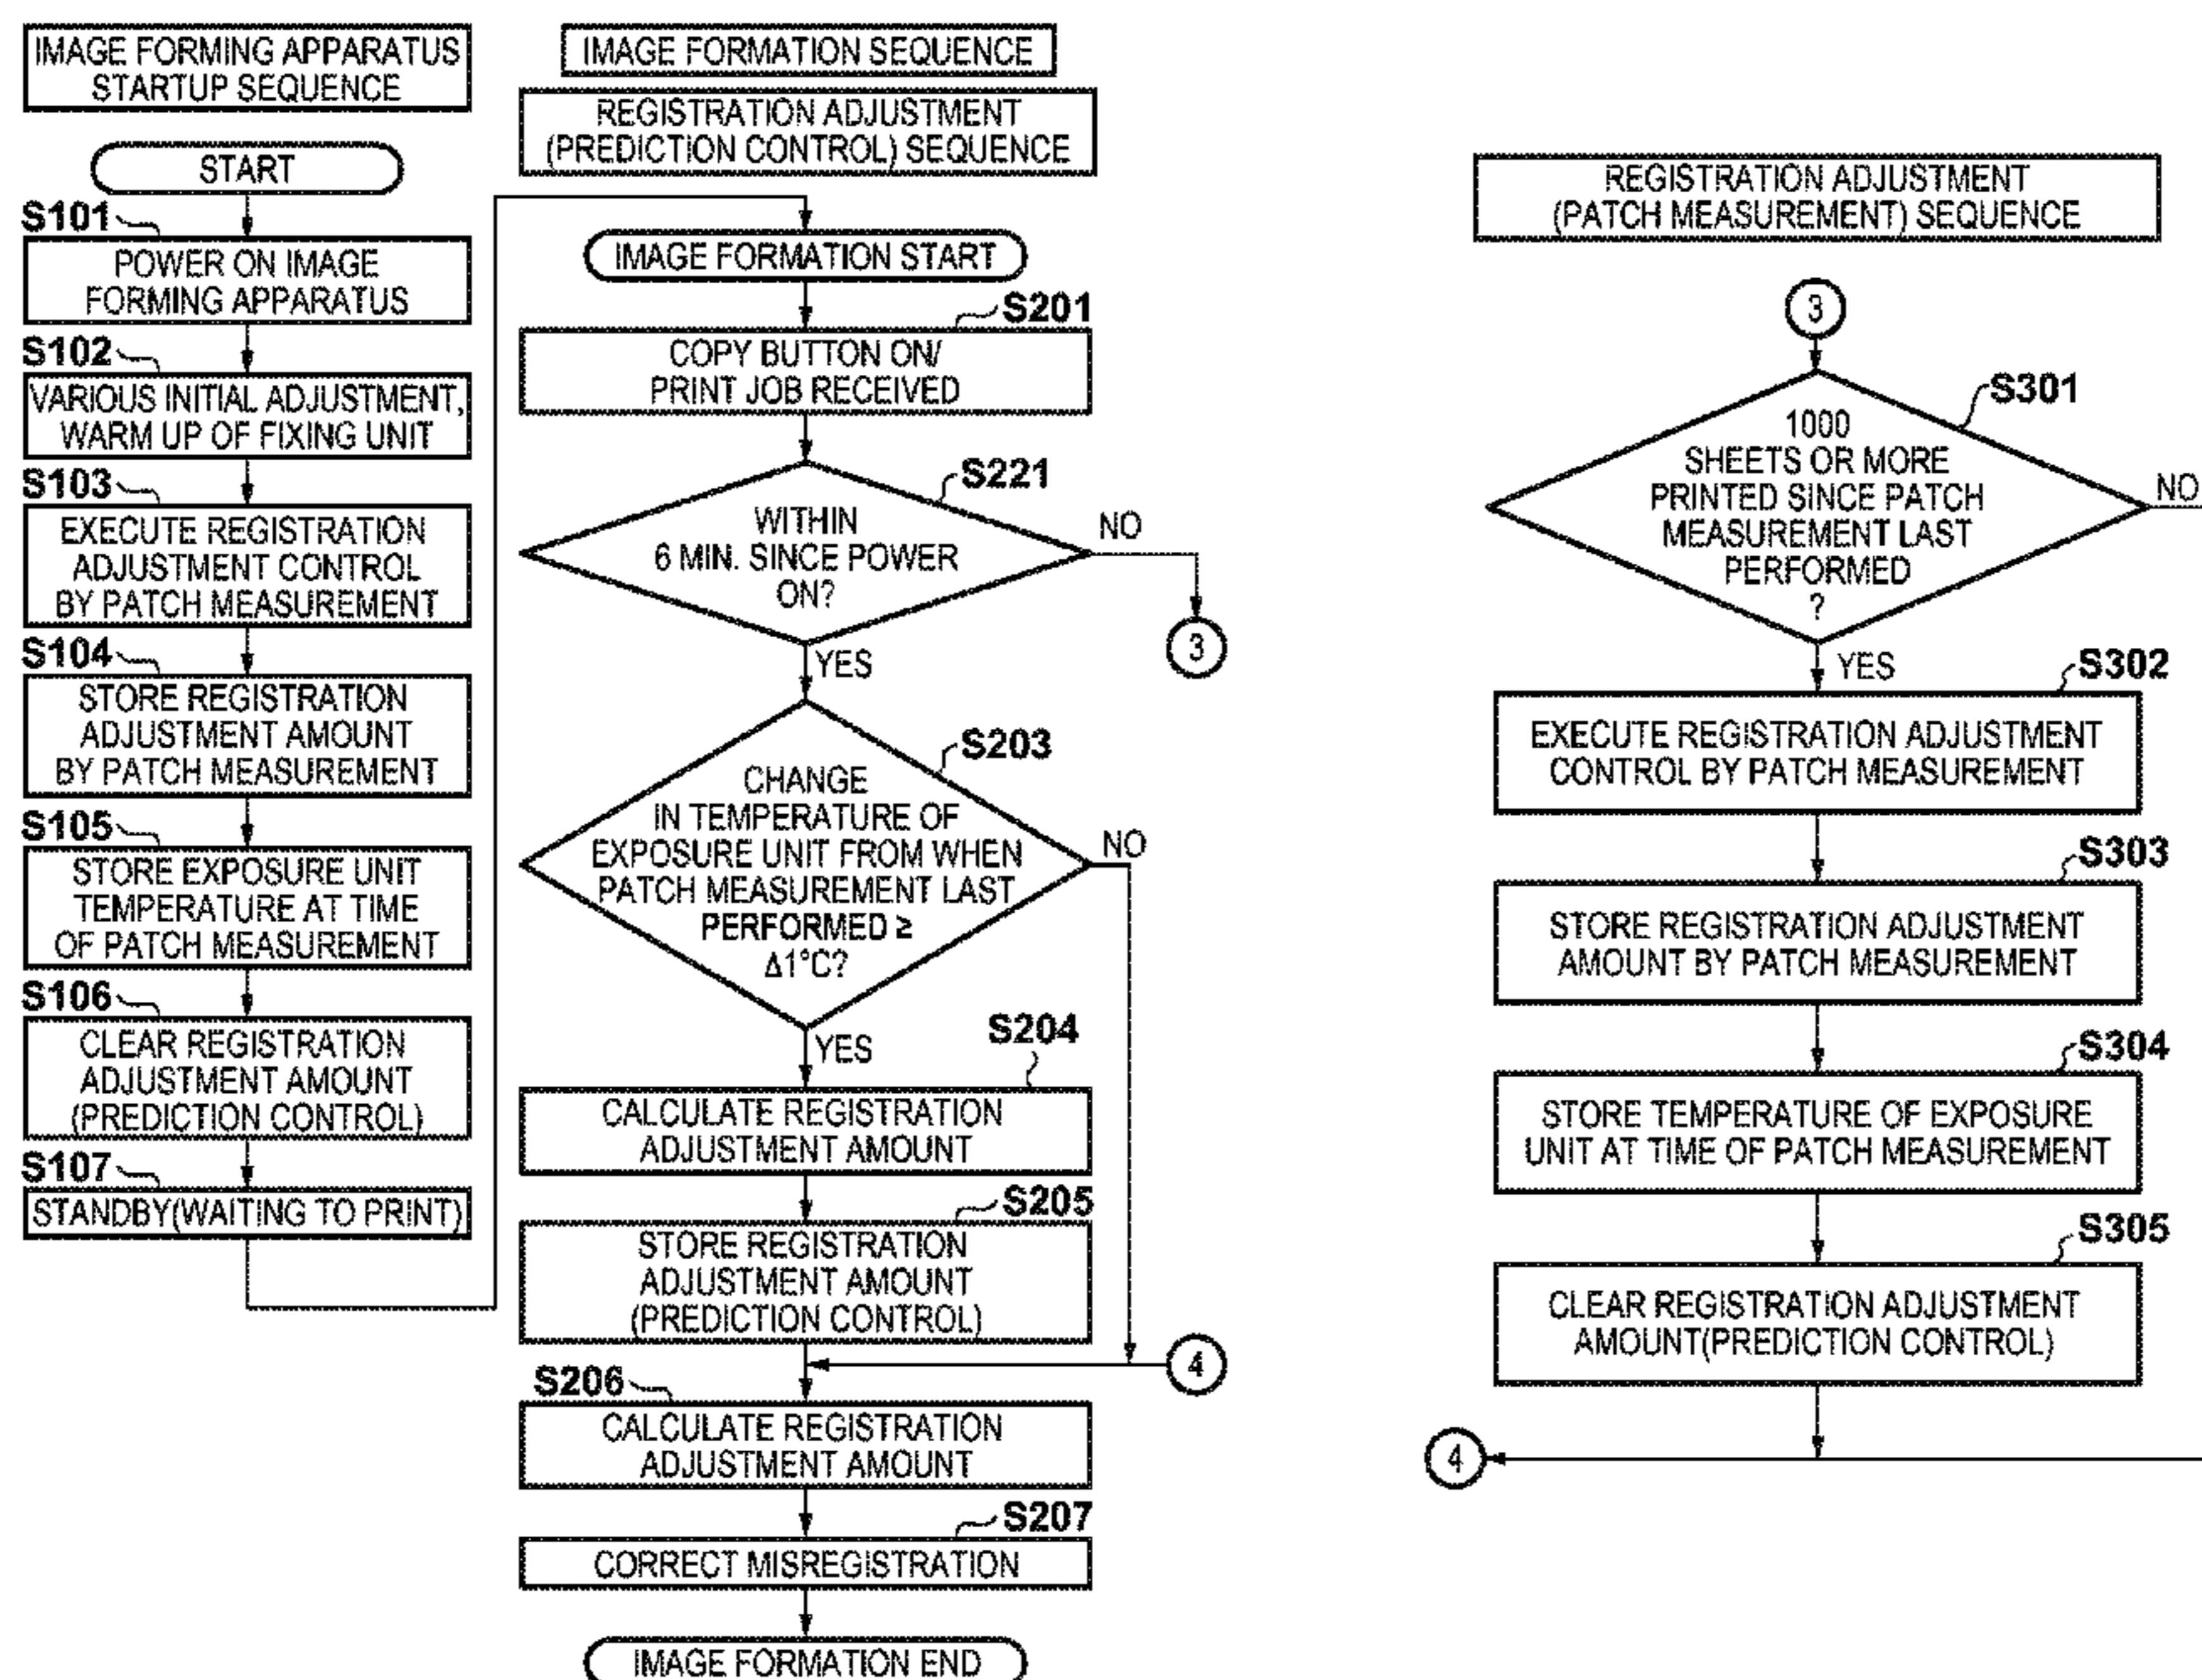 IMAGE FORMING APPARATUS
STARTUP SEQUENCE
START
S101
POWER ON IMAGE
FORMING APPARATUS
S102
VARIOUS INITIAL ADJUSTMENT,
WARM UP OF FIXING UNIT
S103
EXECUTE REGISTRATION
ADJUSTMENT CONTROL
BY PATCH MEASUREMENT
S104
STORE REGISTRATION
ADJUSTMENT AMOUNT
BY PATCH MEASUREMENT
S105
STORE EXPOSURE UNIT
TEMPERATURE AT TIME
OF PATCH MEASUREMENT
S106
CLEAR REGISTRATION
ADJUSTMENT AMOUNT
(PREDICTION CONTROL)
S107
STANDBY(WAITING TO PRINT)
IMAGE FORMATION SEQUENCE
REGISTRATION ADJUSTMENT
(PREDICTION CONTROL) SEQUENCE
IMAGE FORMATION START
S201
COPY BUTTON ON/
PRINT JOB RECEIVED
S221
WITHIN
6 MIN. SINCE POWER
ON?
NO
3
YES
S203
CHANGE
IN TEMPERATURE OF
EXPOSURE UNIT FROM WHEN
PATCH MEASUREMENT LAST
PERFORMED ≥
Δ1°C?
NO
YES
S204
CALCULATE REGISTRATION
ADJUSTMENT AMOUNT
S205
STORE REGISTRATION
ADJUSTMENT AMOUNT
(PREDICTION CONTROL)
4
S206
CALCULATE REGISTRATION
ADJUSTMENT AMOUNT
S207
CORRECT MISREGISTRATION
IMAGE FORMATION END
REGISTRATION ADJUSTMENT
(PATCH MEASUREMENT) SEQUENCE
3
S301
1000
SHEETS OR MORE
PRINTED SINCE PATCH
MEASUREMENT LAST
PERFORMED
?
NO
YES
S302
EXECUTE REGISTRATION ADJUSTMENT
CONTROL BY PATCH MEASUREMENT
S303
STORE REGISTRATION ADJUSTMENT
AMOUNT BY PATCH MEASUREMENT
S304
STORE TEMPERATURE OF EXPOSURE
UNIT AT TIME OF PATCH MEASUREMENT
S305
CLEAR REGISTRATION ADJUSTMENT
AMOUNT(PREDICTION CONTROL)
4